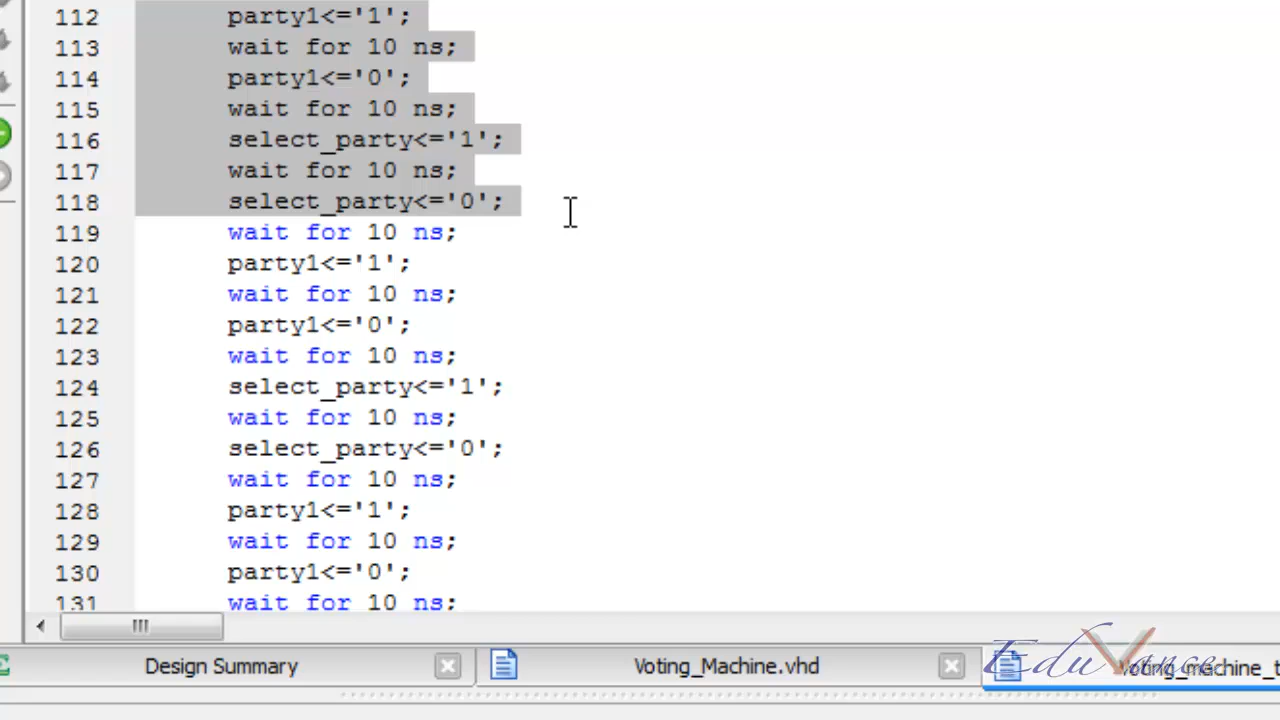 112 party1<='1';
113 wait for 10 ns;
114 party1<='0';
115 wait for 10 ns;
116 select_party<='1';
117 wait for 10 ns;
118 select_party<='0';
119 wait for 10 ns;
120 party1<='1';
121 wait for 10 ns;
122 party1<='0';
123 wait for 10 ns;
124 select_party<='1';
125 wait for 10 ns;
126 select_party<='0';
127 wait for 10 ns;
128 party1<='1';
129 wait for 10 ns;
130 party1<='0';
131 wait for 10 ns;
Design Summary Voting_Machine.vhd Voting_machine_t
EduVance